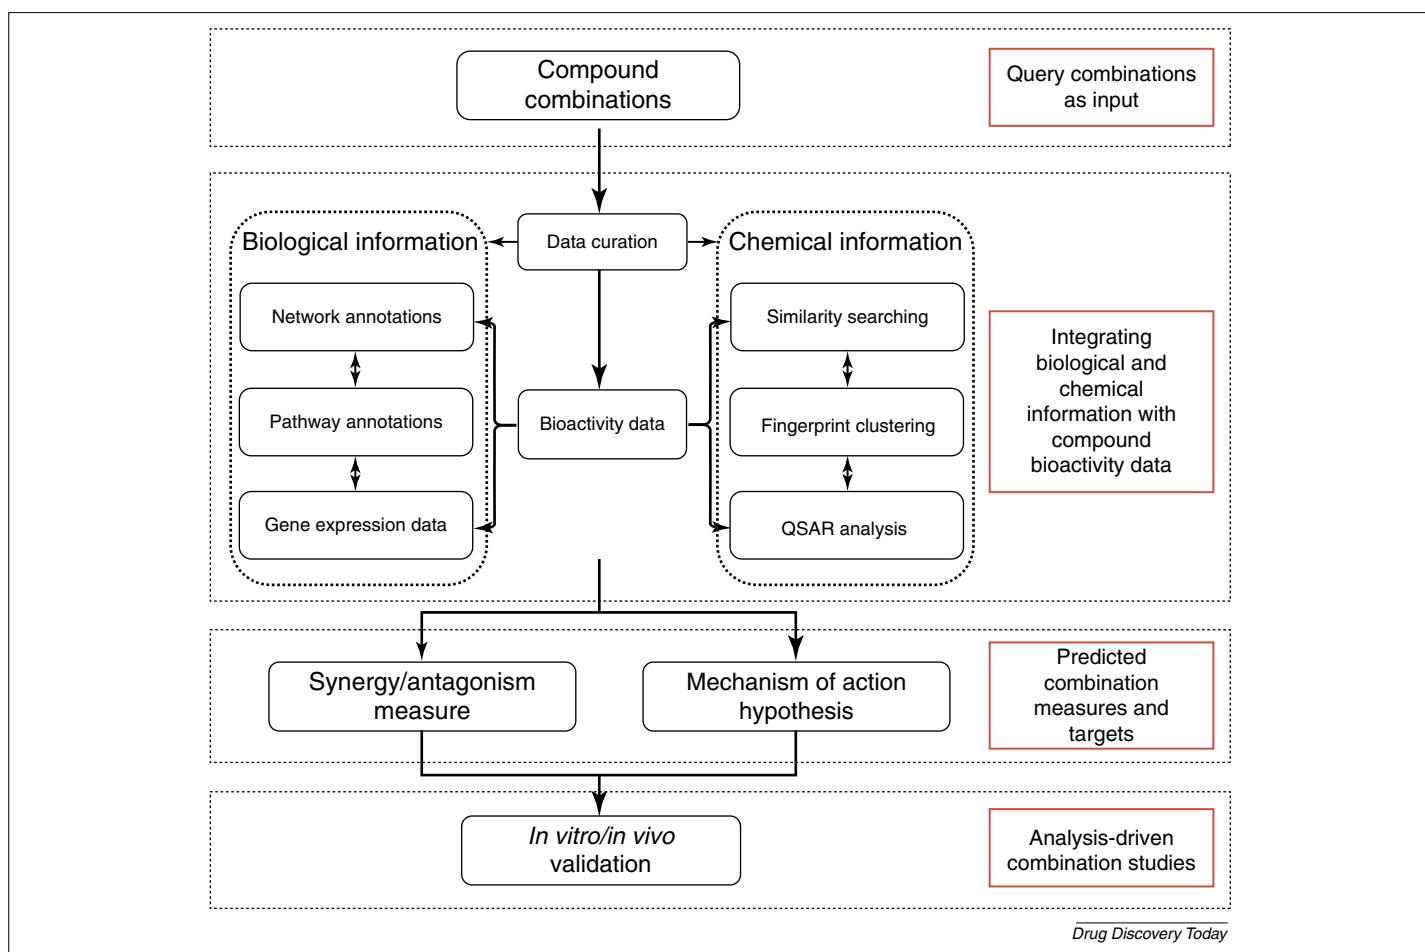 Compound
combinations
Query combinations
as input
Biological information
Data curation
Chemical information
Network annotations
Similarity searching
Pathway annotations
Bioactivity data
Fingerprint clustering
Gene expression data
QSAR analysis
Integrating
biological and
chemical
information with
compound
bioactivity data
Synergy/antagonism
measure
Mechanism of action
hypothesis
Predicted
combination
measures and
targets
In vitro/in vivo
validation
Analysis-driven
combination studies
Drug Discovery Today